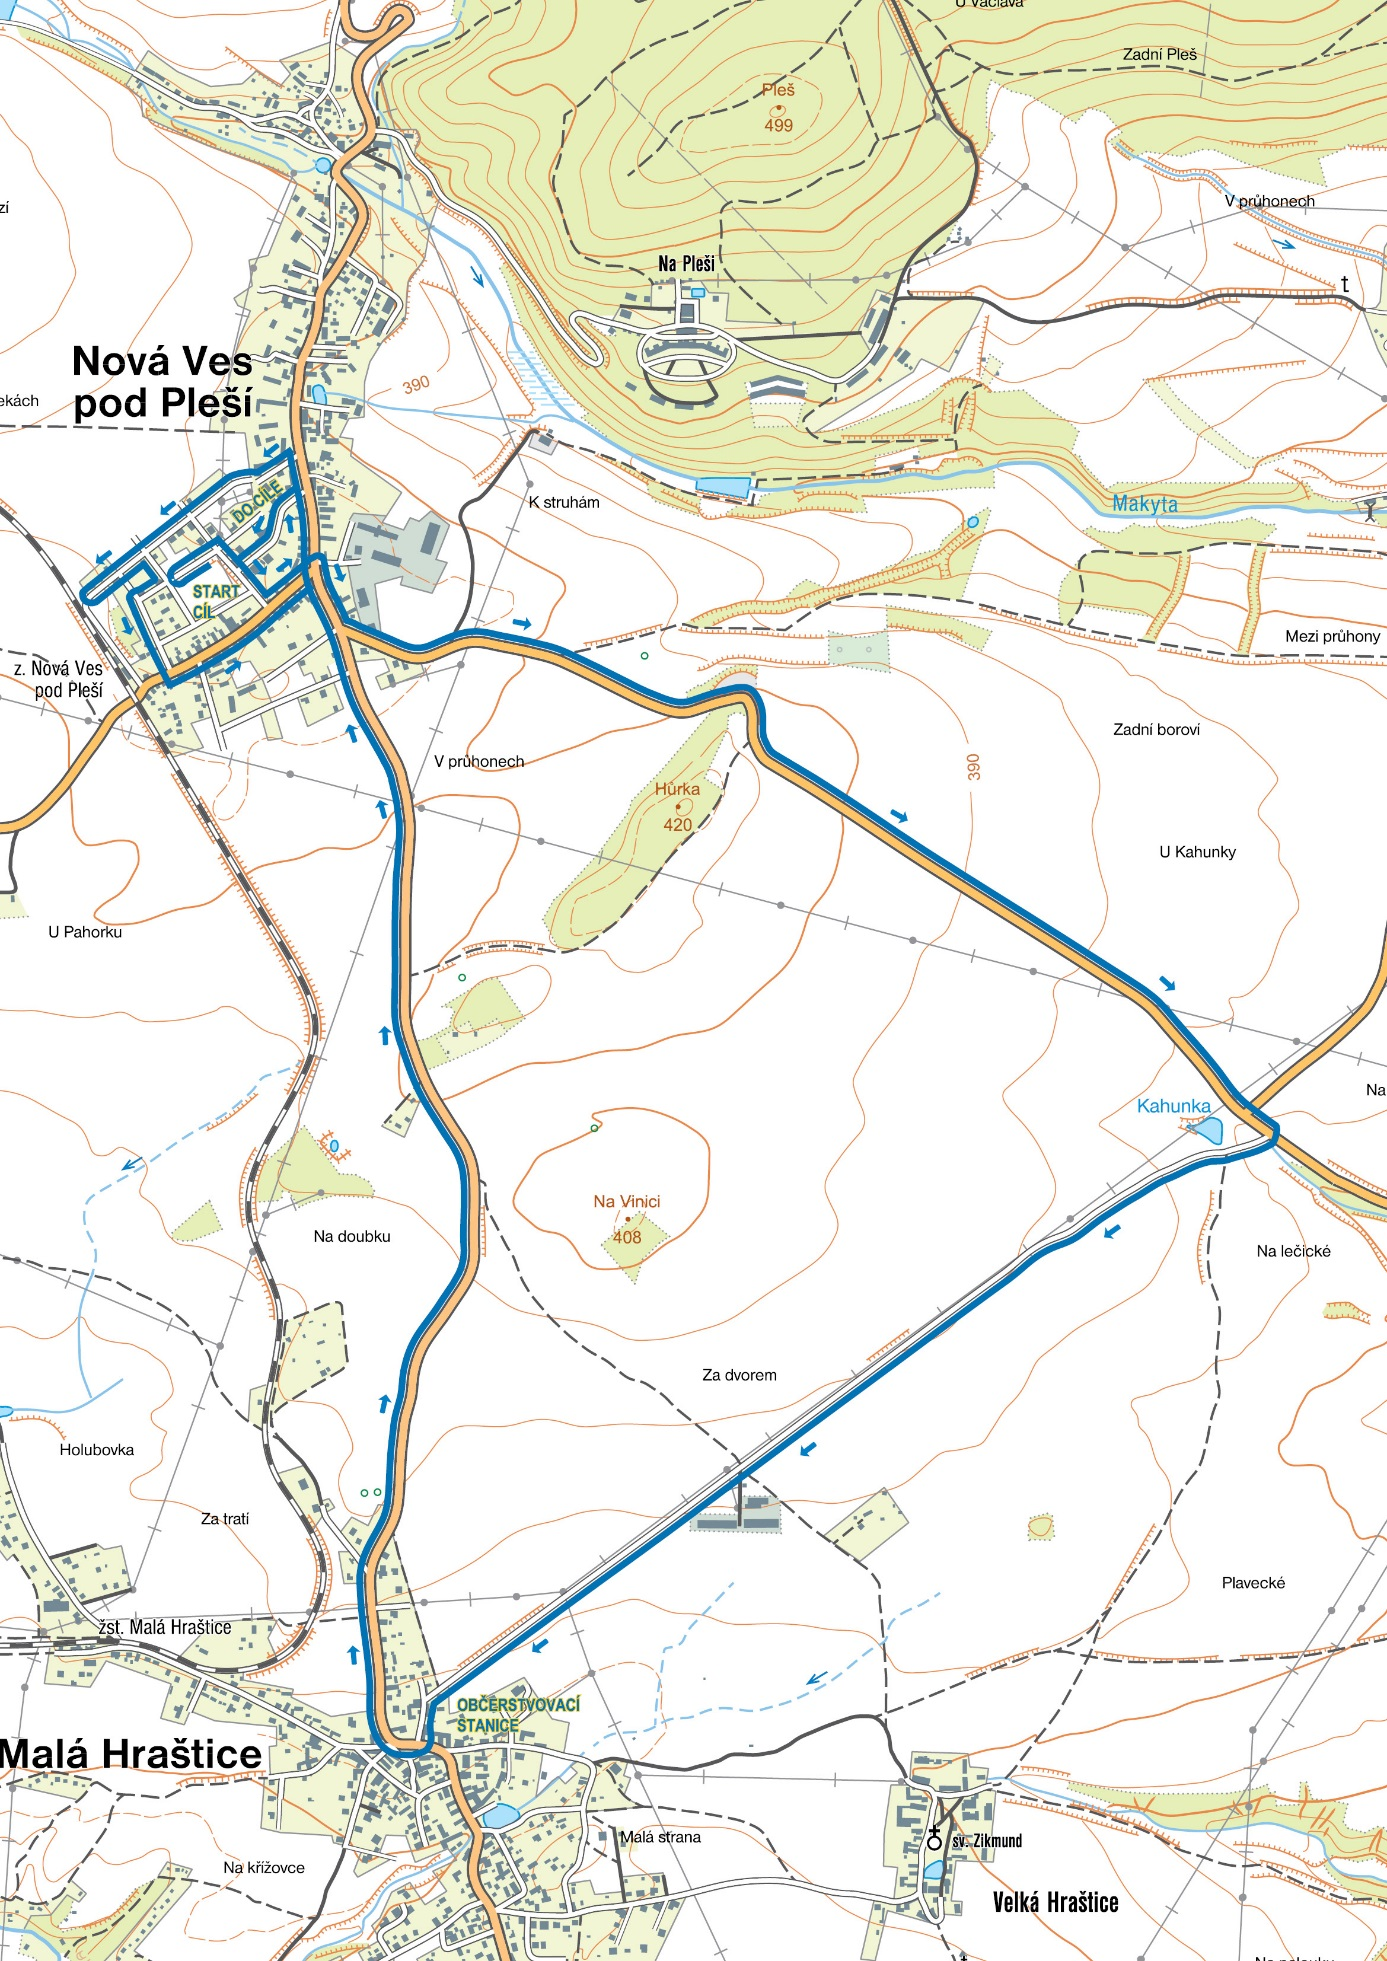 U Václava
Zadní Pleš
Pleš
499
zí
V průhonech
Na Pleši
t
Nová Ves
pod Pleší
390
ekách
DO CÍLE
K struhám
Makyta
START
CÍL
Mezi průhony
z. Nová Ves
pod Pleší
Zadní boroví
V průhonech
390
Hůrka
420
U Kahunky
U Pahorku
Na
Kahunka
Na Vinici
408
Na doubku
Na lečické
Za dvorem
Holubovka
Za tratí
Plavecké
žst. Malá Hraštice
OBČERSTVOVACÍ
STANICE
Malá Hraštice
Malá strana
sv. Zikmund
Na křížovce
Velká Hraštice